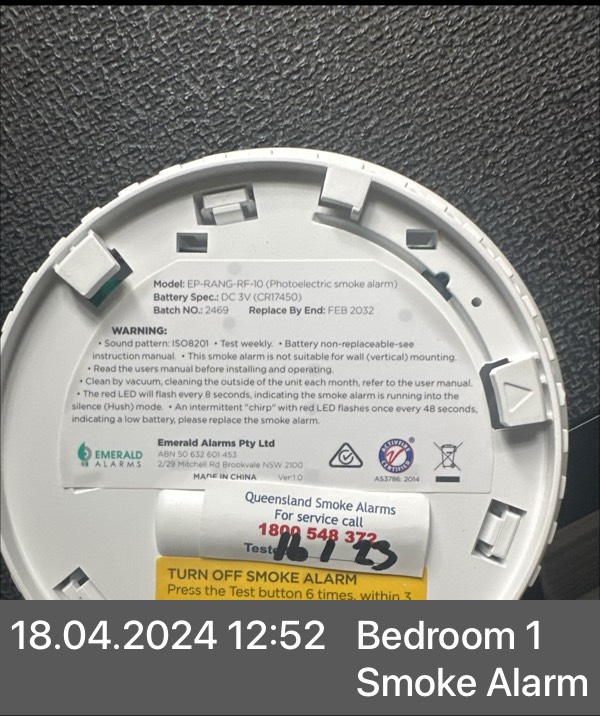 Model: EP-RANG-RF-10 (Photoelectric smoke alarm)
Battery Spec.: DC 3V (CR17450)
Batch NO.: 2469 Replace By End: FEB 2032
WARNING:
• Sound pattern: ISO8201 • Test weekly. • Battery non-replaceable-see
instruction manual. • This smoke alarm is not suitable for wall (vertical) mounting.
• Read the users manual before installing and operating.
• Clean by vacuum, cleaning the outside of the unit each month, refer to the user manual.
• The red LED will flash every 8 seconds, indicating the smoke alarm is running into the
silence (Hush) mode. • An intermittent "chirp" with red LED flashes once every 48 seconds,
indicating a low battery, please replace the smoke alarm.
EMERALD
ALARMS
Emerald Alarms Pty Ltd
ABN 50 632 601 453
2/29 Mitchell Rd Brookvale NSW 2100
MADE IN CHINA Ver:1.0
ACTIVFIRE
CERTIFIED
AS3786: 2014
Queensland Smoke Alarms
For service call
1800 548 372
16/23
TURN OFF SMOKE ALARM
Press the Test button 6 times, within 3
18.04.2024 12:52 Bedroom 1
Smoke Alarm